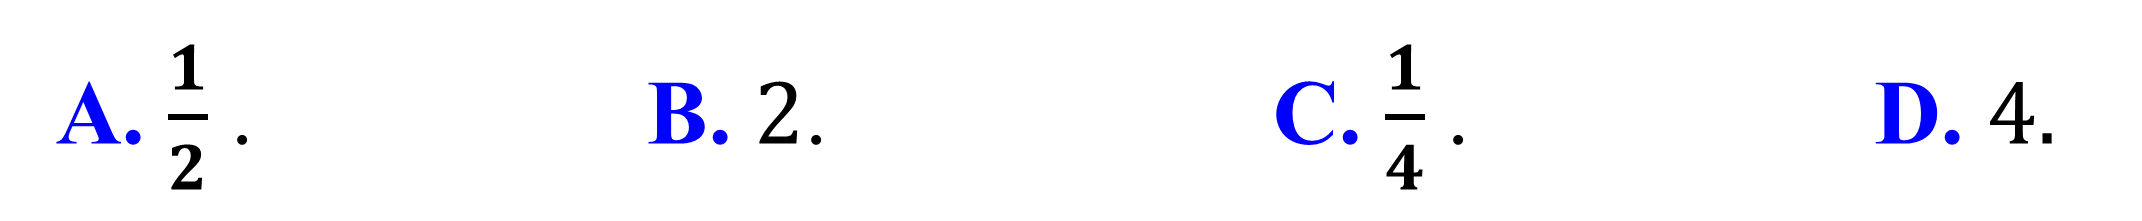 A. 1/2 . B. 2. C. 1/4 . D. 4.